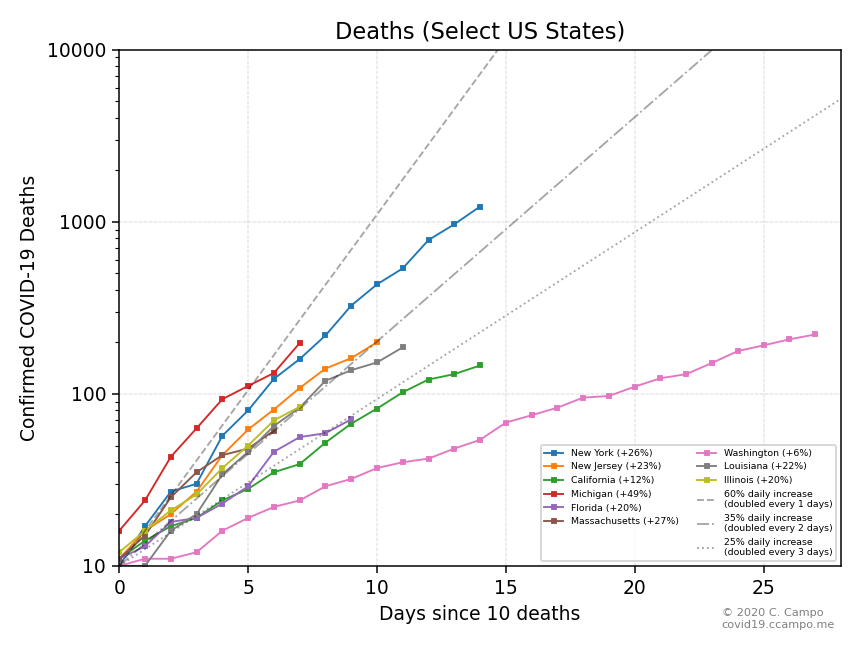 Deaths (Select US States)
10000
1000
100
10
Confirmed COVID-19 Deaths
0 5 10 15 20 25
Days since 10 deaths
New York (+26%)
New Jersey (+23%)
California (+12%)
Michigan (+49%)
Florida (+20%)
Massachusetts (+27%)
Washington (+6%)
Louisiana (+22%)
Illinois (+20%)
60% daily increase
(doubled every 1 days)
35% daily increase
(doubled every 2 days)
25% daily increase
(doubled every 3 days)
© 2020 C. Campo
covid19.ccampo.me